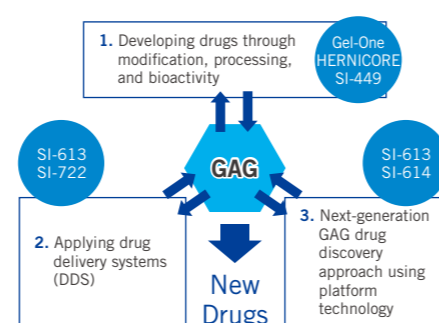 1. Developing drugs through
modification, processing,
and bioactivity
Gel-One
HERNICORE
SI-449
SI-613
SI-722
GAG
SI-613
SI-614
2. Applying drug
delivery systems
(DDS)
3. Next-generation
GAG drug
discovery
approach using
platform
technology
New
Drugs